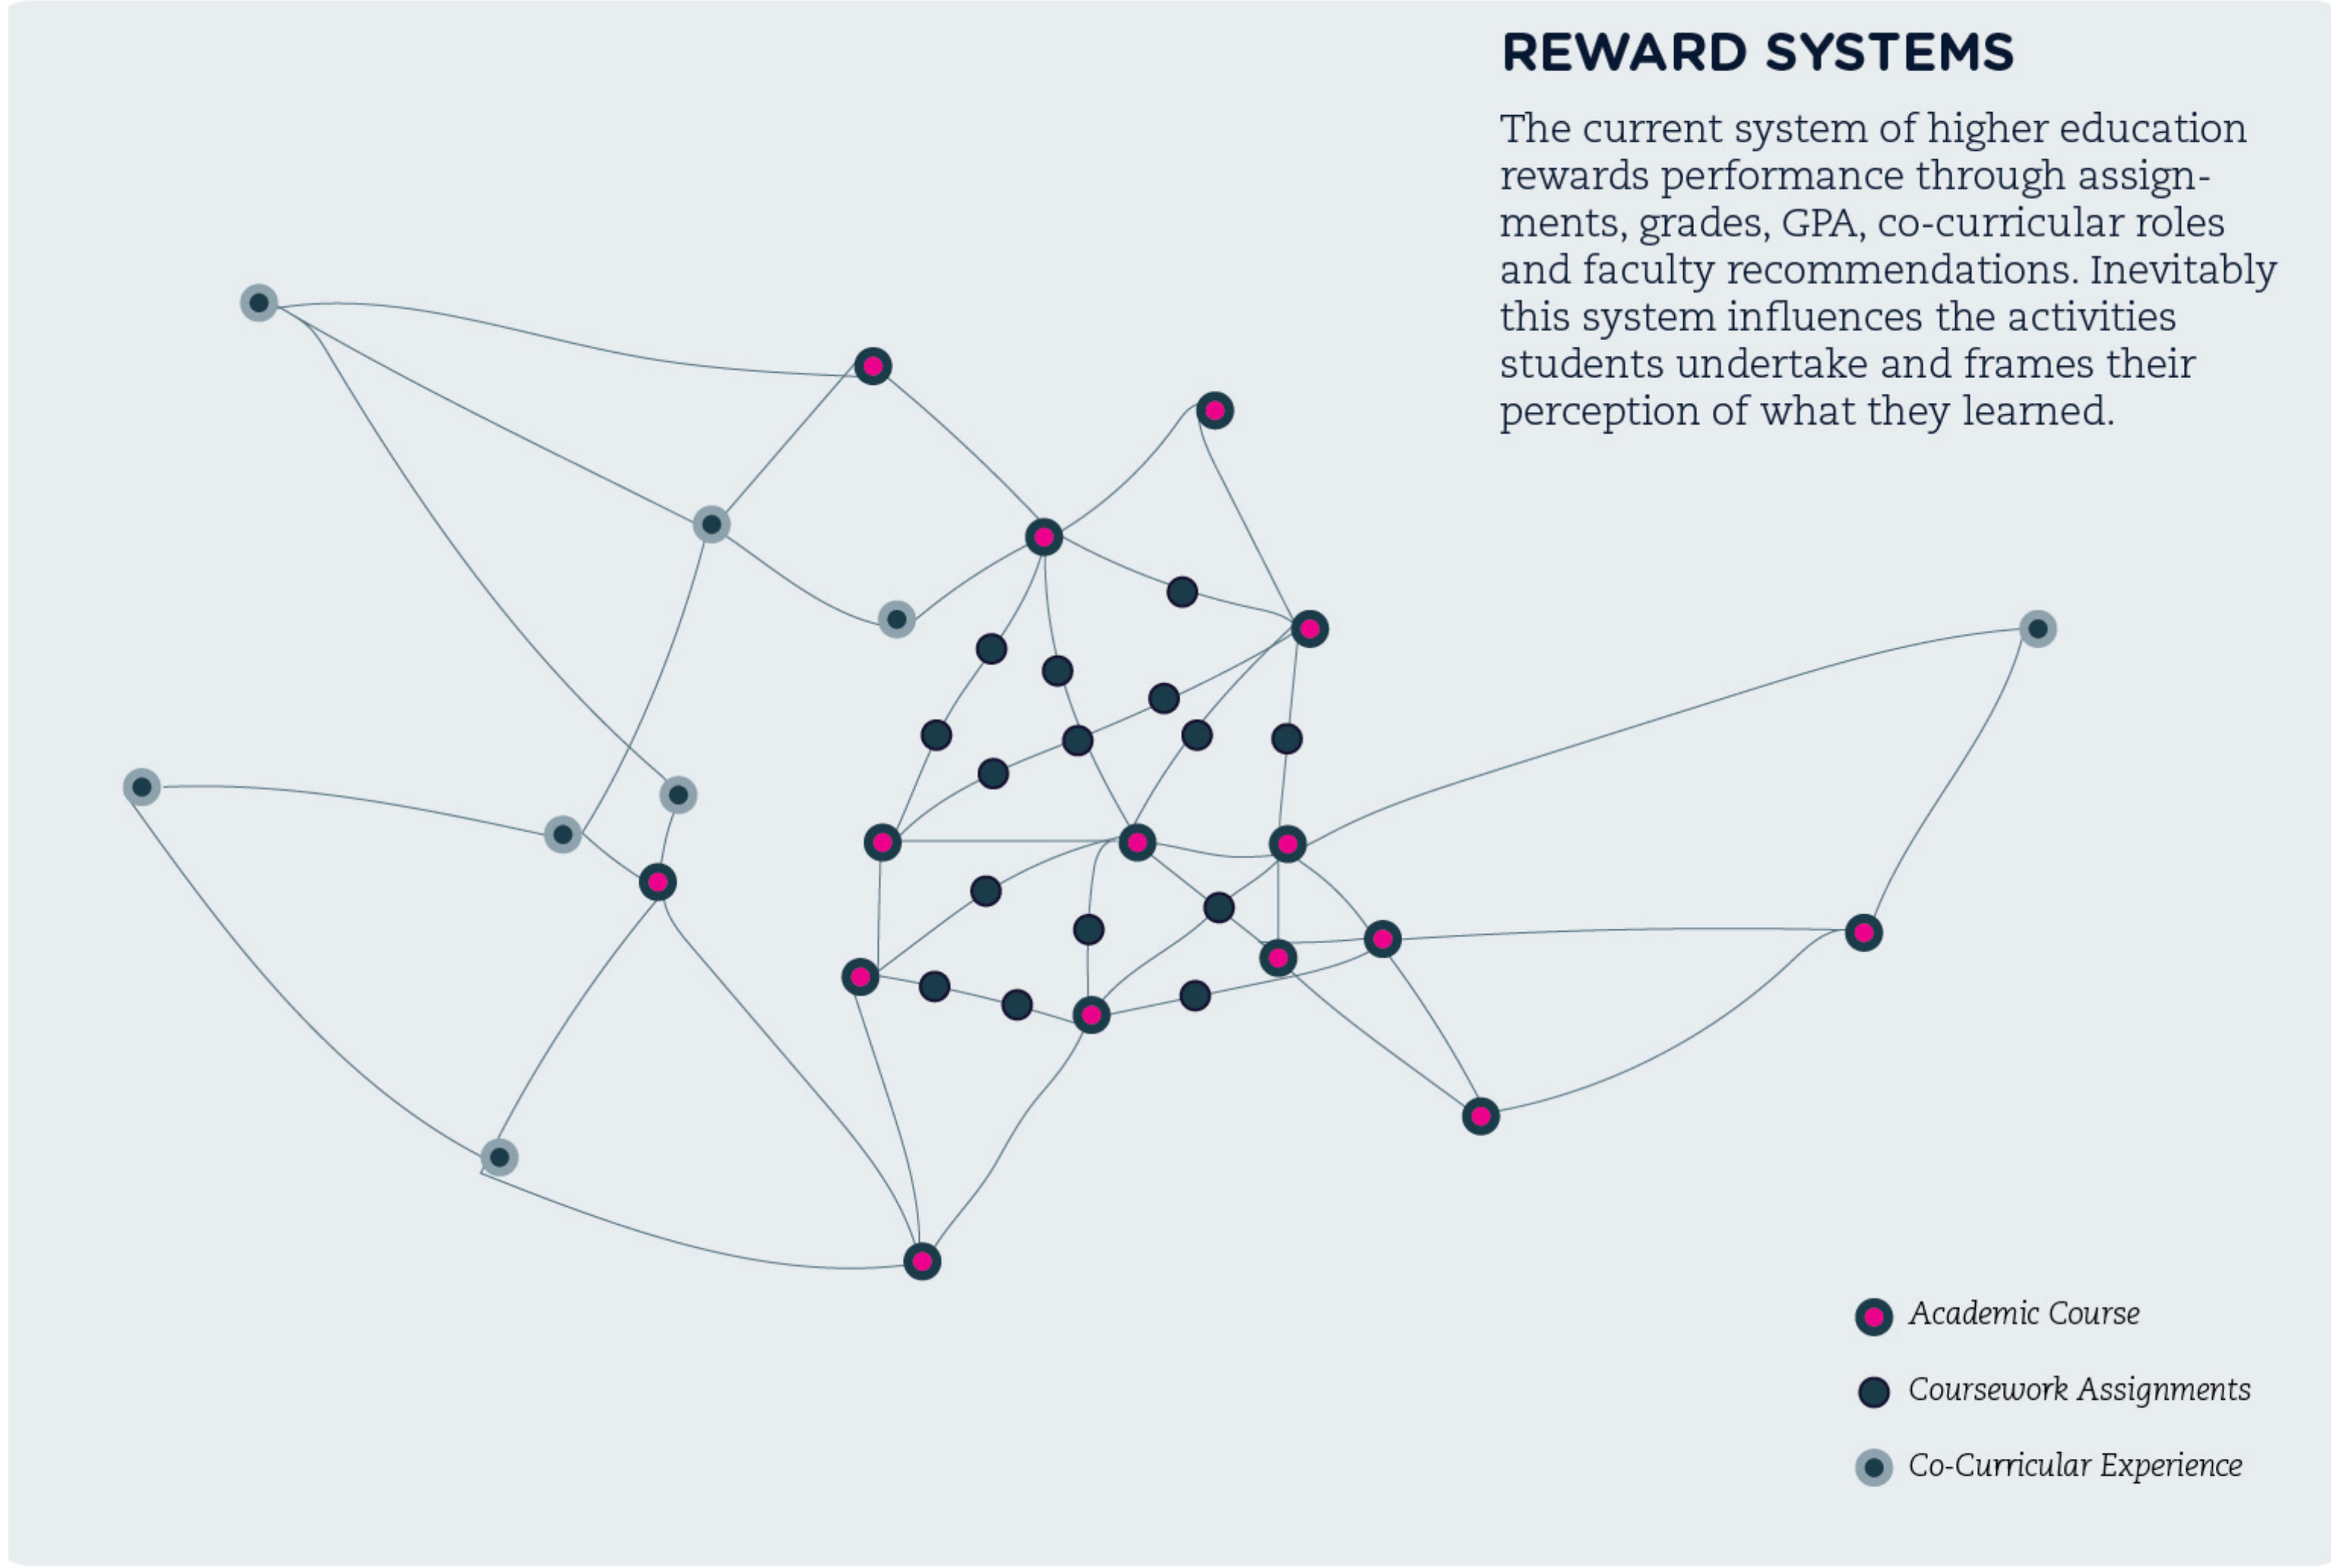 REWARD SYSTEMS
The current system of higher education
rewards performance through assign-
ments, grades, GPA, co-curricular roles
and faculty recommendations. Inevitably
this system influences the activities
students undertake and frames their
perception of what they learned.
Academic Course
Coursework Assignments
Co-Curricular Experience